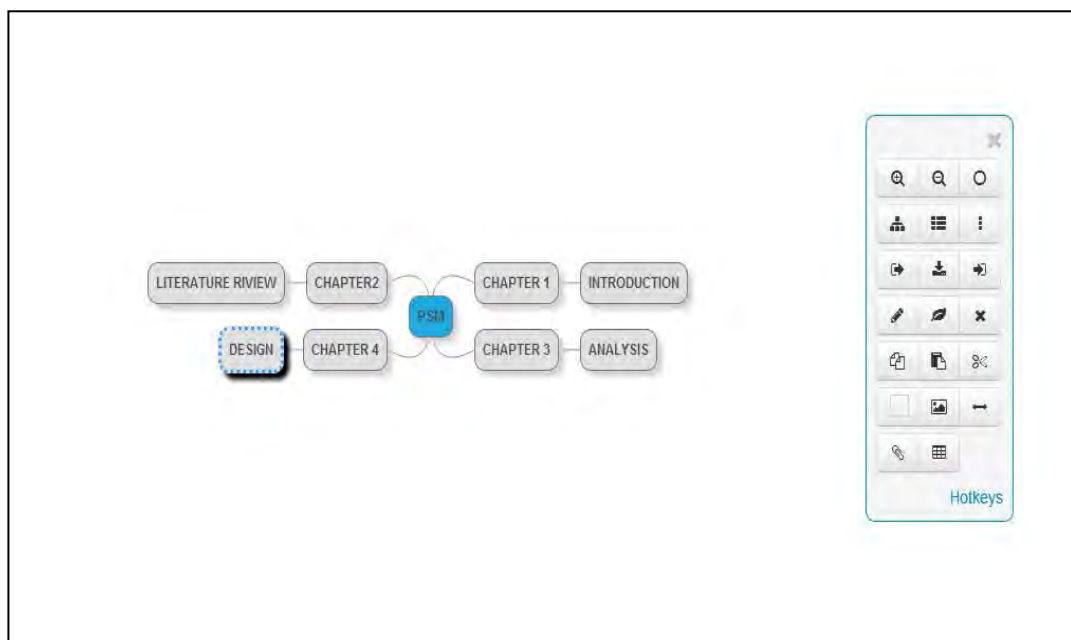 LITERATURE RIVIEW CHAPTER2 CHAPTER 1 INTRODUCTION
PSM
DESIGN CHAPTER 4 CHAPTER 3 ANALYSIS
Hotkeys